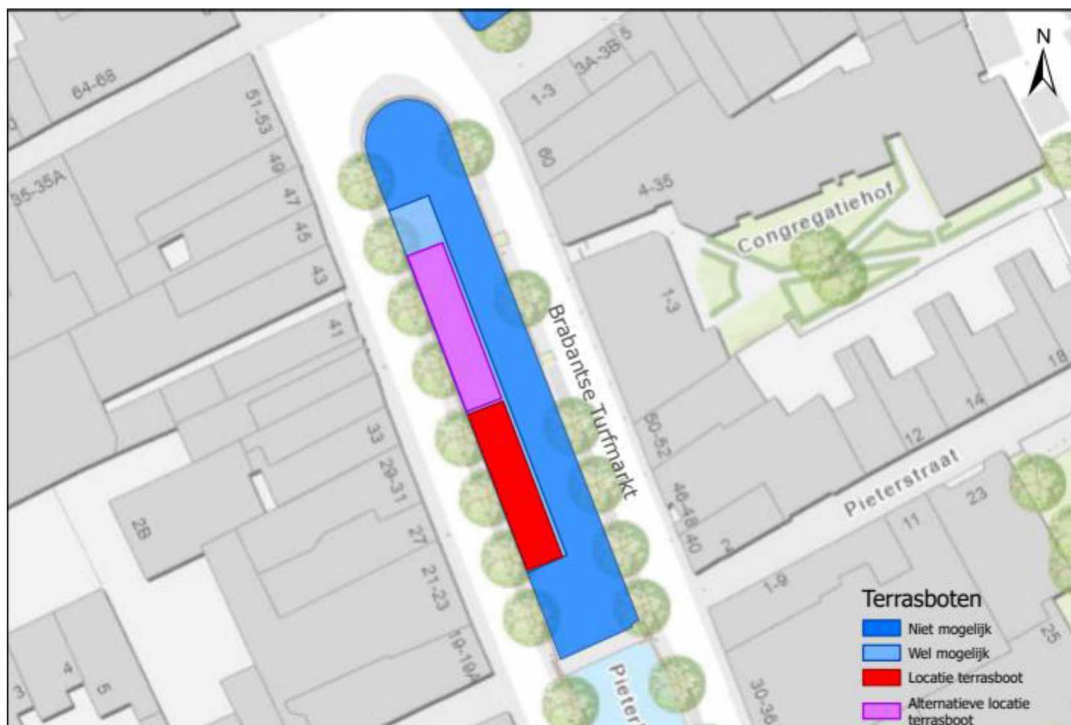 64-68
51-53
49
47
45
43
41
35-35A
33
29-31
27
21-23
19-19A
2B
3
4
5
1-3
3A-3B
5
60
4-35
Congregatiehof
1-3
N
Brabantse Turfmarkt
50-52
46-48
40
2
18
14
12
Pieterstraat
23
11
1-9
25
30-36
Terrasboten
Niet mogelijk
Wel mogelijk
Locatie terrasboot
Alternatieve locatie
terrasboot